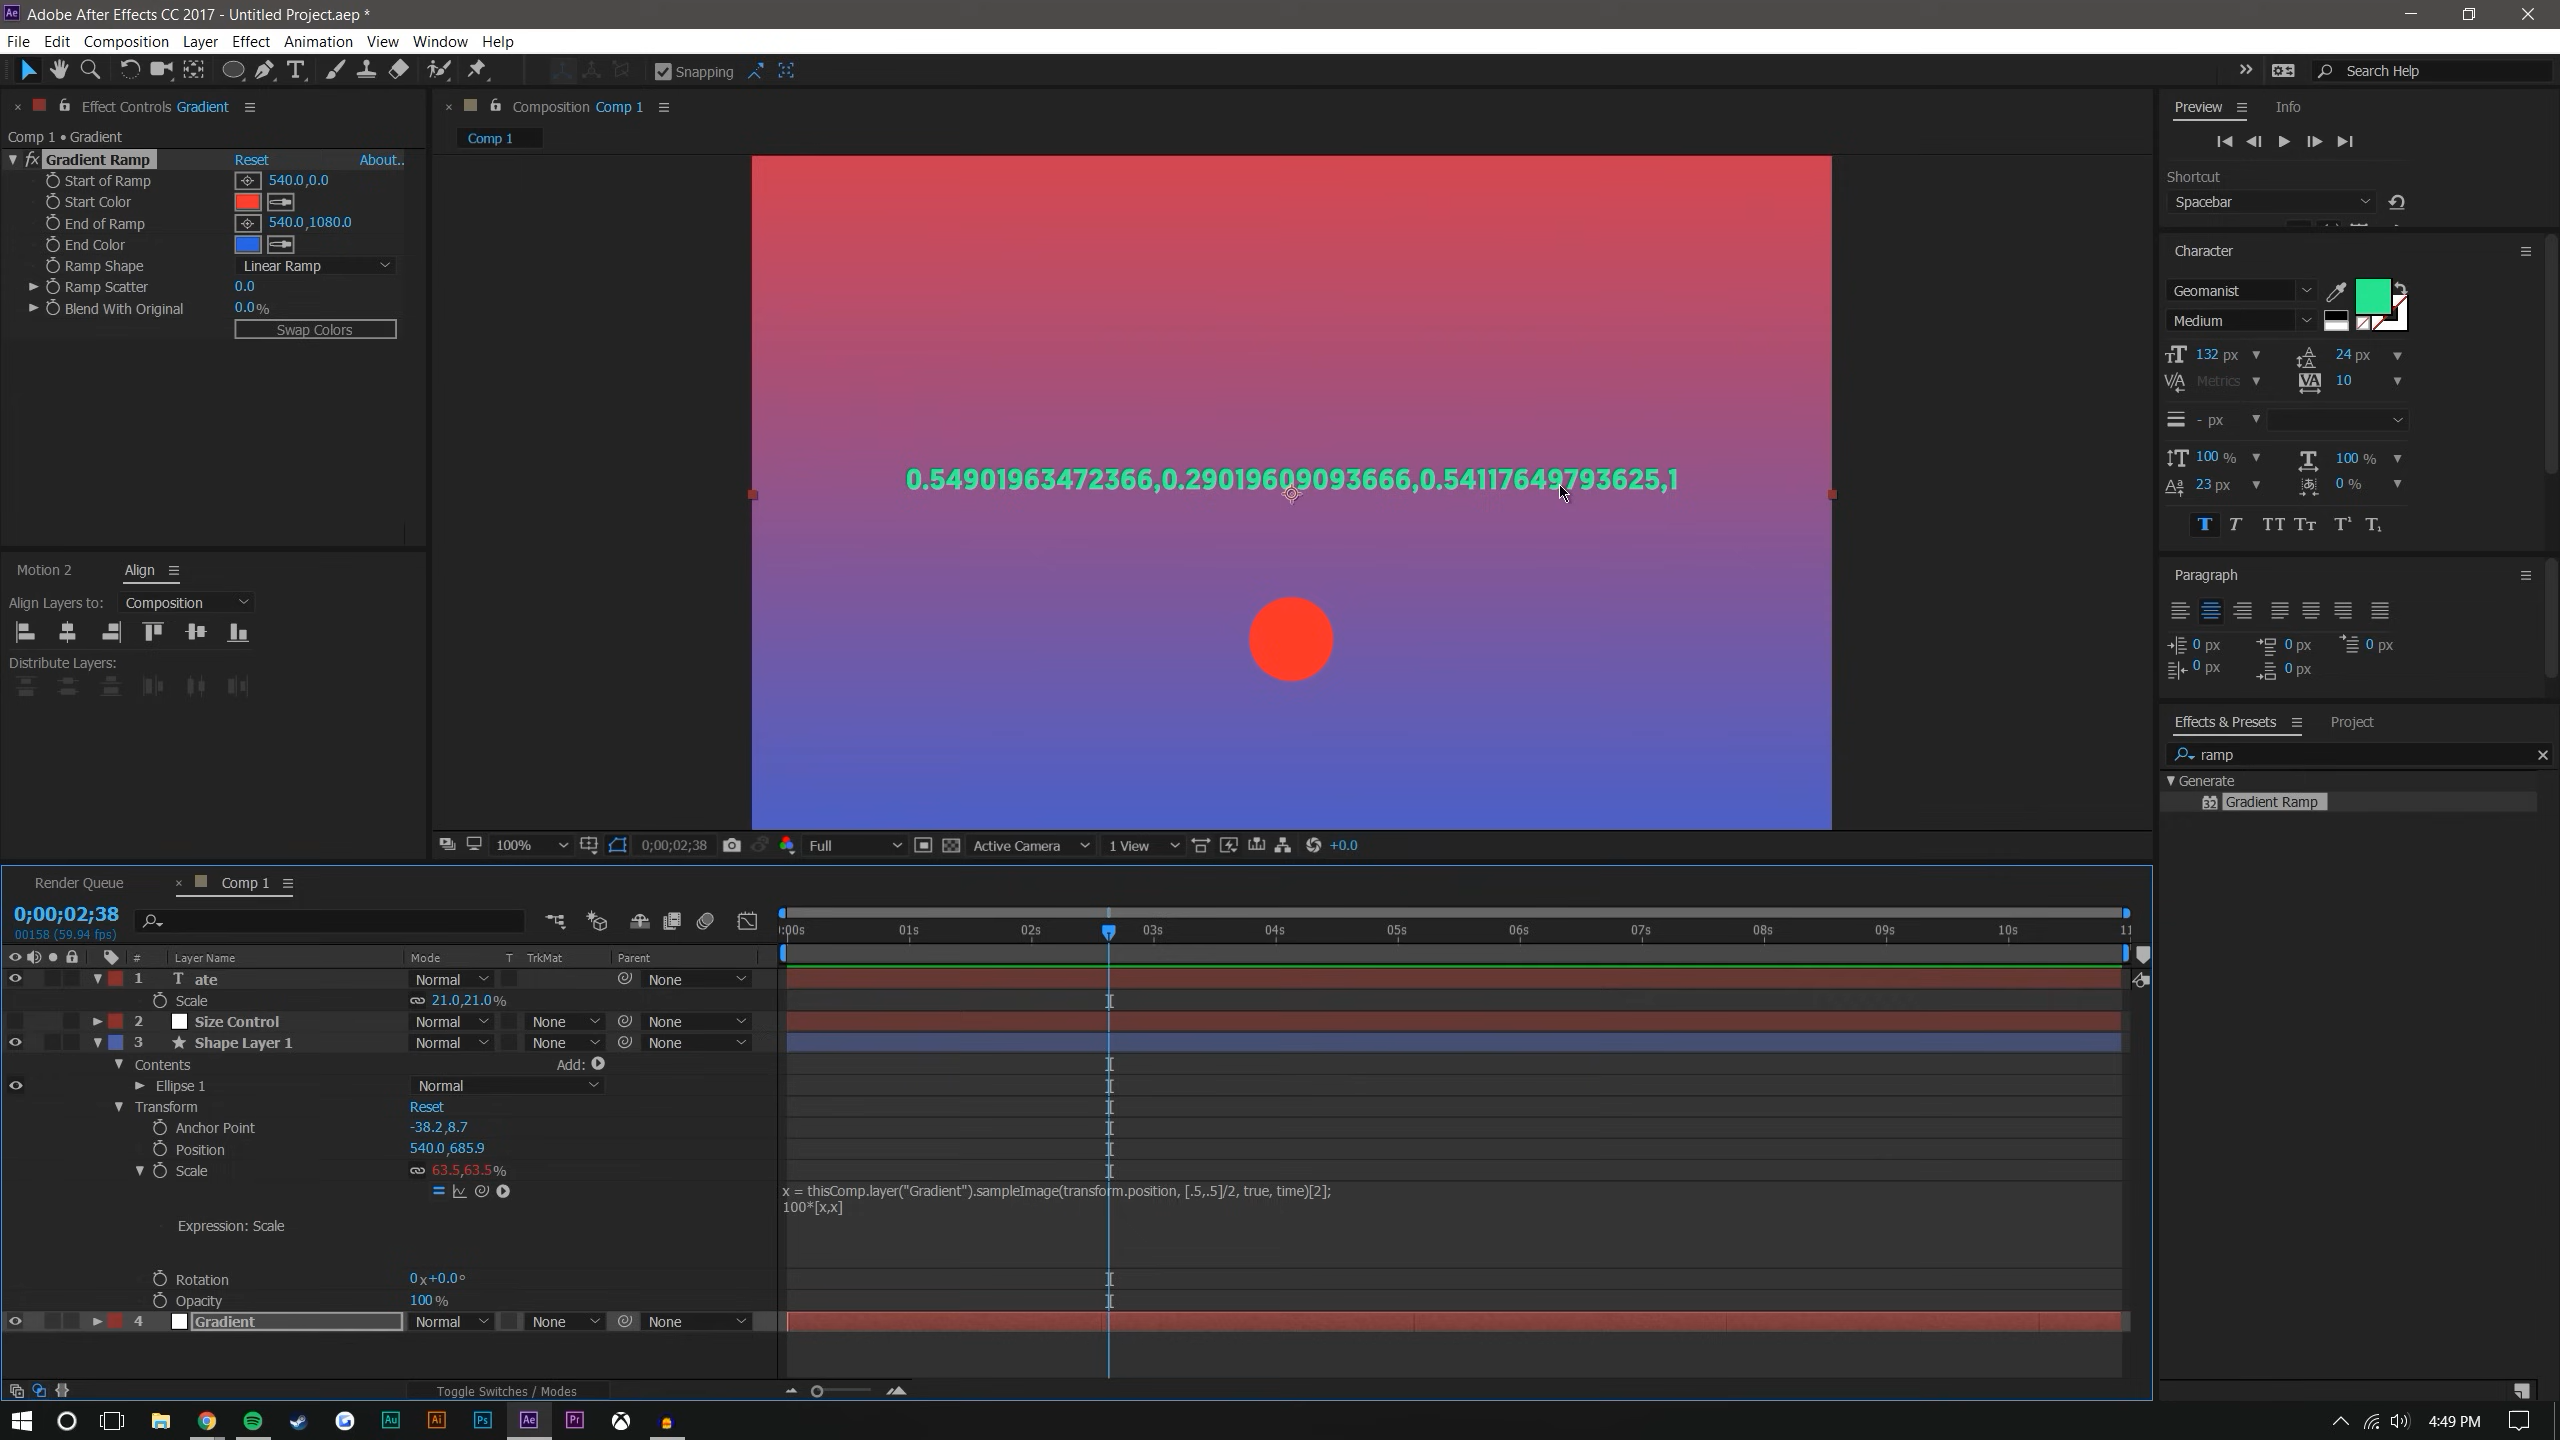 Adobe After Effects CC 2017 - Untitled Project.aep *
File Edit Composition Layer Effect Animation View Window Help
Snapping
Search Help
Effect Controls Gradient
Comp 1 • Gradient
fx Gradient Ramp Reset About..
Start of Ramp 540.0,0.0
Start Color
End of Ramp 540.0,1080.0
End Color
Ramp Shape Linear Ramp
Ramp Scatter 0.0
Blend With Original 0.0%
Swap Colors
Motion 2 Align
Align Layers to: Composition
Distribute Layers:
Composition Comp 1
Comp 1
0.54901963472366,0.29019609093666,0.54117649793625,1
100% 0;00;02;38 Full Active Camera 1 View +0.0
Preview Info
Shortcut
Spacebar
Character
Geomanist
Medium
132 px 24 px
Metrics 10
- px
100 % 100 %
23 px 0 %
Paragraph
0 px 0 px 0 px
0 px 0 px
Effects & Presets Project
ramp
Generate
32 Gradient Ramp
Render Queue Comp 1
0;00;02;38
00158 (59.94 fps)
:00s 01s 02s 03s 04s 05s 06s 07s 08s 09s 10s 11
# Layer Name Mode T TrkMat Parent
1 T ate Normal None
Scale 21.0,21.0%
2 Size Control Normal None None
3 Shape Layer 1 Normal None None
Contents Add:
Ellipse 1 Normal
Transform Reset
Anchor Point -38.2,8.7
Position 540.0,685.9
Scale 63.5,63.5%
x = thisComp.layer("Gradient").sampleImage(transform.position, [.5,.5]/2, true, time)[2];
100*[x,x]
Expression: Scale
Rotation 0x+0.0°
Opacity 100 %
4 Gradient Normal None None
Toggle Switches / Modes
Au Ai Ps Ae Pr
4:49 PM